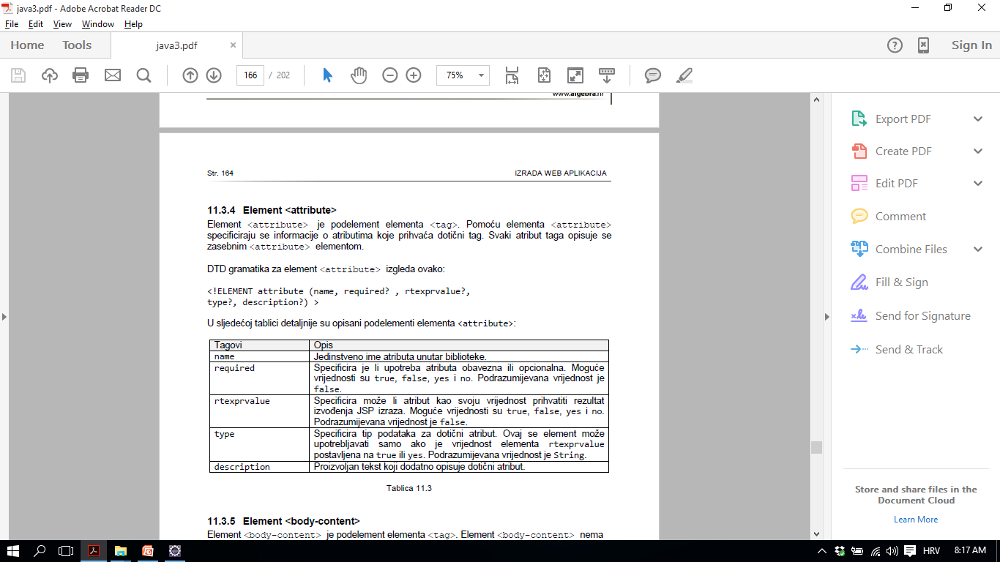 java3.pdf - Adobe Acrobat Reader DC
File Edit View Window Help
Home Tools java3.pdf × ? Sign In
166 / 202 75%
www.algebra.hr
Str. 164 IZRADA WEB APLIKACIJA
11.3.4 Element <attribute>
Element <attribute> je podelement elementa <tag>. Pomoću elementa <attribute>
specificiraju se informacije o atributima koje prihvaća dotični tag. Svaki atribut taga opisuje se
zasebnim <attribute> elementom.
DTD gramatika za element <attribute> izgleda ovako:
<!ELEMENT attribute (name, required? , rtexprvalue?,
type?, description?) >
U sljedećoj tablici detaljnije su opisani podelementi elementa <attribute>:
Tagovi Opis
name Jedinstveno ime atributa unutar biblioteke.
required Specificira je li upotreba atributa obavezna ili opcionalna. Moguće
vrijednosti su true, false, yes i no. Podrazumijevana vrijednost je
false.
rtexprvalue Specificira može li atribut kao svoju vrijednost prihvatiti rezultat
izvođenja JSP izraza. Moguće vrijednosti su true, false, yes i no.
Podrazumijevana vrijednost je false.
type Specificira tip podataka za dotični atribut. Ovaj se element može
upotrebljavati samo ako je vrijednost elementa rtexprvalue
postavljena na true ili yes. Podrazumijevana vrijednost je String.
description Proizvoljan tekst koji dodatno opisuje dotični atribut.
Tablica 11.3
11.3.5 Element <body-content>
Element <body-content> je podelement elementa <tag>. Element <body-content> nema
Export PDF
Create PDF
Edit PDF
Comment
Combine Files
Fill & Sign
Send for Signature
Send & Track
Store and share files in the
Document Cloud
Learn More
HRV 8:17 AM